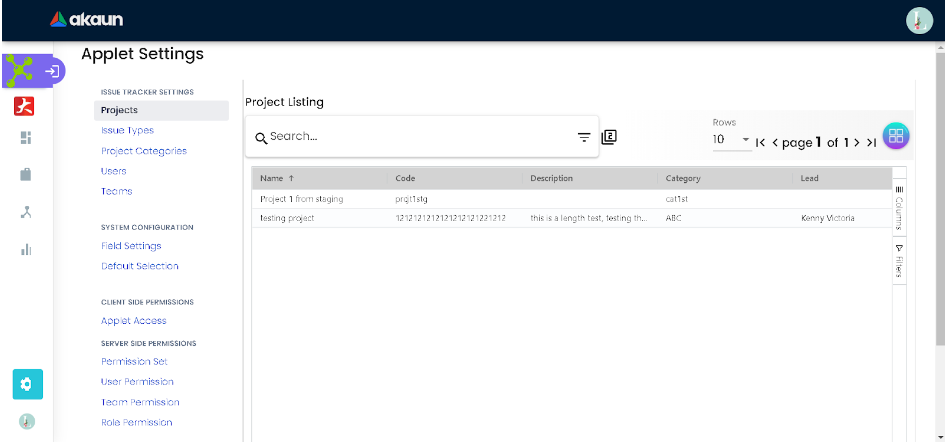 akaun
Applet Settings
ISSUE TRACKER SETTINGS
Projects
Issue Types
Project Categories
Users
Teams
SYSTEM CONFIGURATION
Field Settings
Default Selection
CLIENT SIDE PERMISSIONS
Applet Access
SERVER SIDE PERMISSIONS
Permission Set
User Permission
Team Permission
Role Permission
Project Listing
Search...
2
Rows
10
page 1 of 1
Name Code Description Category Lead
Project 1 from staging prjt1stg cat1st
testing project this is a length test, testing th... ABC Kenny Victoria
Columns
Filters